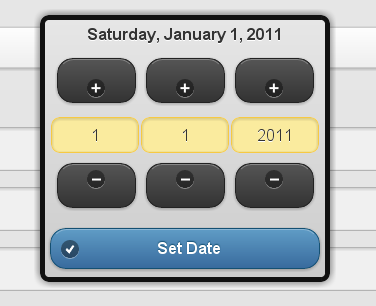 Saturday, January 1, 2011
+ + +
1 1 2011
- - -
Set Date